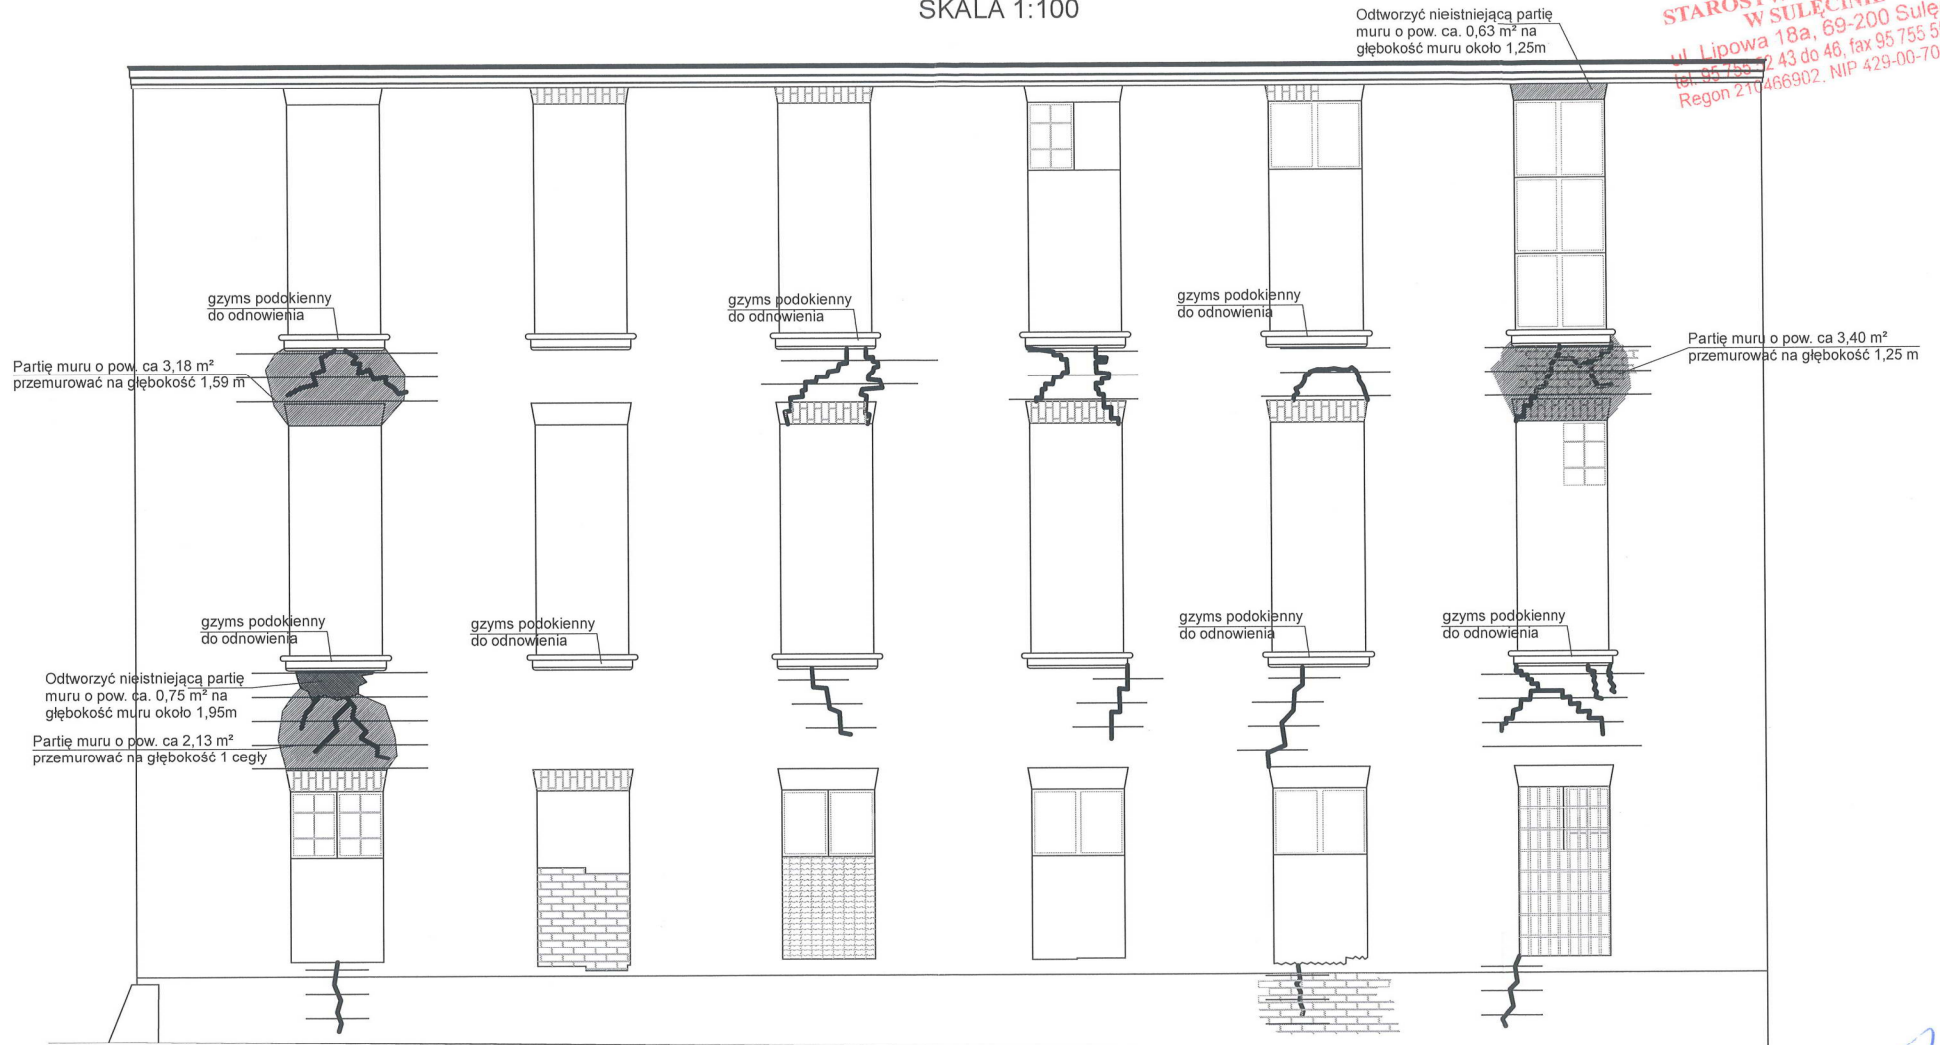 SKALA 1:100
Odtworzyć nieistniejącą partię
muru o pow. ca. 0,63 m² na
głębokość muru około 1,25m
W SULĘCINIE
ul. Lipowa 18a, 69-200
43 do 46, fax 95 755
Regon 210466902, NIP 429-00-70
gzyms podokienny
do odnowienia
gzyms podokienny
do odnowienia
gzyms podokienny
do odnowienia
Partię muru o pow. ca 3,18 m²
przemurować na głębokość 1,59 m
Partię muru o pow. ca 3,40 m²
przemurować na głębokość 1,25 m
gzyms podokienny
do odnowienia
gzyms podokienny
do odnowienia
gzyms podokienny
do odnowienia
gzyms podokienny
do odnowienia
Odtworzyć nieistniejącą partię
muru o pow. ca. 0,75 m² na
głębokość muru około 1,95m
Partię muru o pow. ca 2,13 m²
przemurować na głębokość 1 cegły